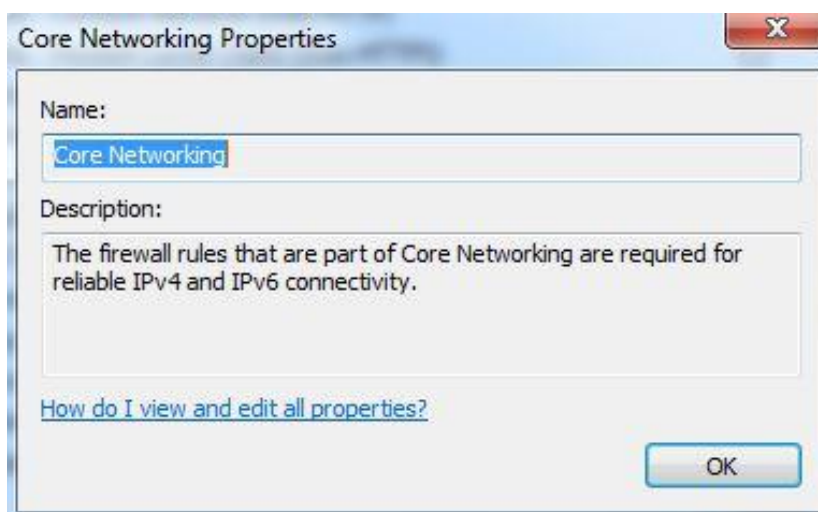 Core Networking Properties
Name:
Core Networking
Description:
The firewall rules that are part of Core Networking are required for
reliable IPv4 and IPv6 connectivity.
How do I view and edit all properties?
OK